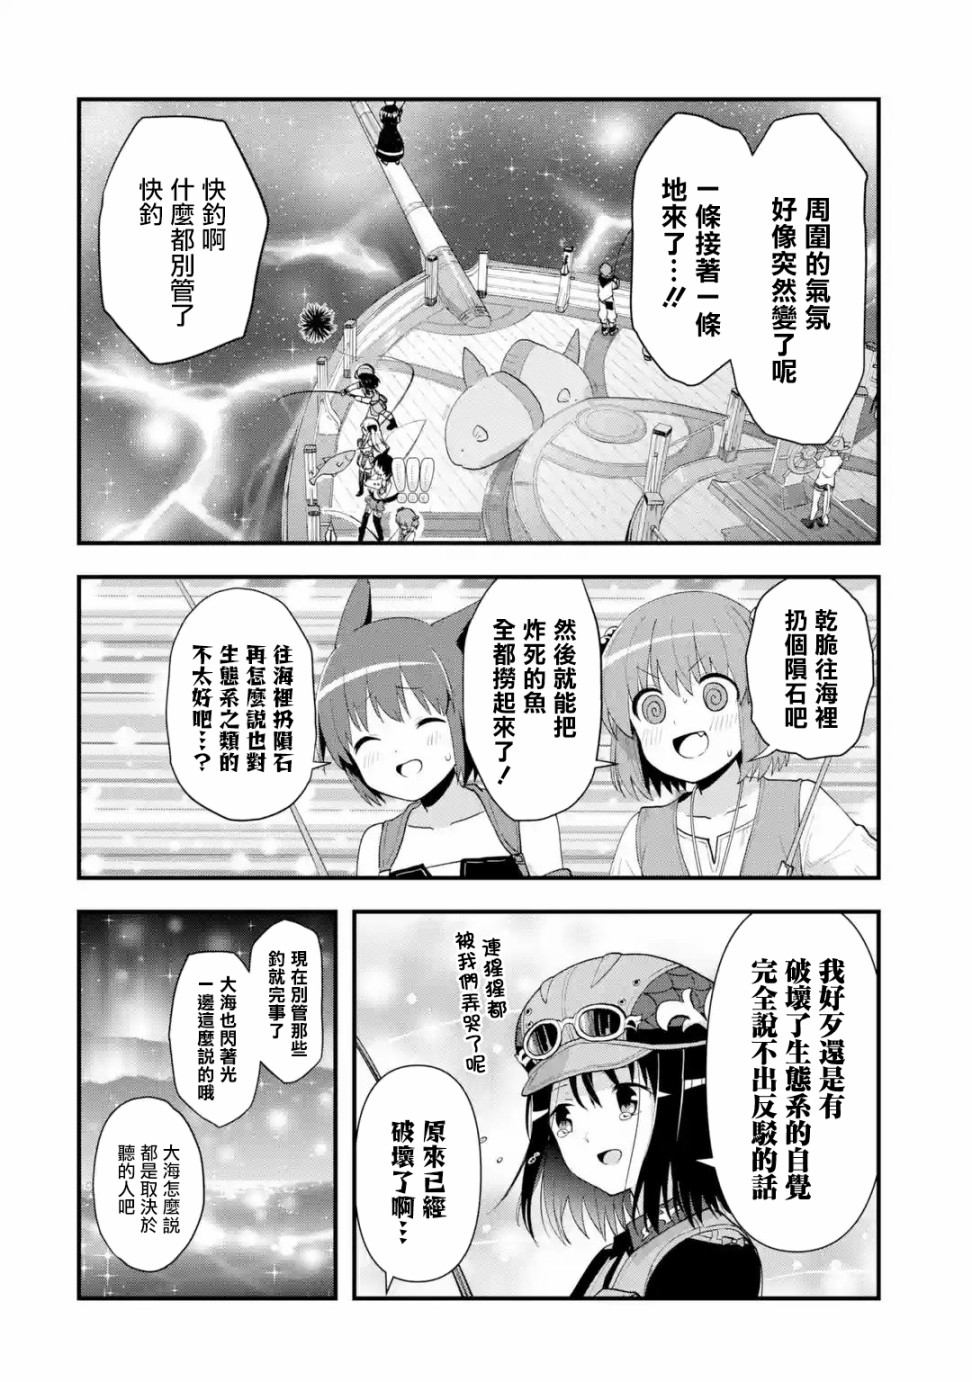 周圍的氣氛
好像突然變了呢
一條接著一條
地來了…!!
快釣啊
什麼都別管了
快釣
!!!
乾脆往海裡
扔個隕石吧
然後就能把
炸死的魚
全都撈起來了!
往海裡扔隕石
再怎麼說也對
生態系之類的
不太好吧…?
我好歹還是有
破壞了生態系的自覺
完全說不出反駁的話
連猩猩都
被我們弄哭了呢
原來已經
破壞了啊…
現在別管那些
釣就完事了
大海也閃著光
一邊這麼說的哦
大海怎麼說
都是取決於
聽的人吧